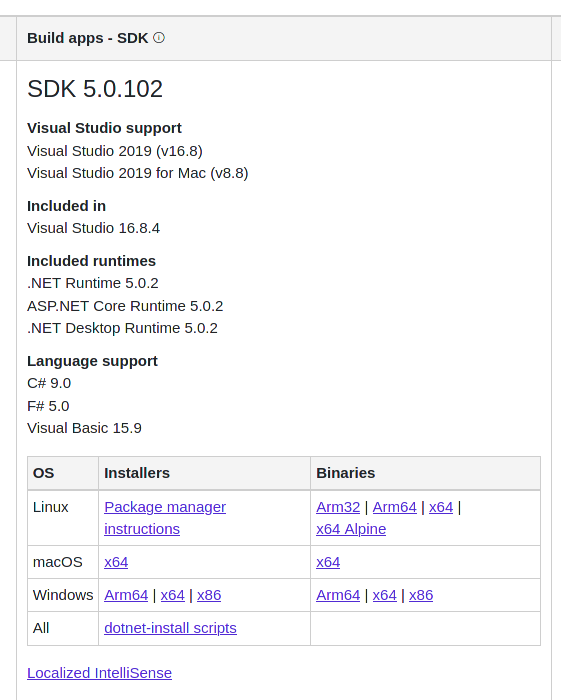 Build apps - SDK ⓘ
SDK 5.0.102
Visual Studio support
Visual Studio 2019 (v16.8)
Visual Studio 2019 for Mac (v8.8)
Included in
Visual Studio 16.8.4
Included runtimes
.NET Runtime 5.0.2
ASP.NET Core Runtime 5.0.2
.NET Desktop Runtime 5.0.2
Language support
C# 9.0
F# 5.0
Visual Basic 15.9
OS Installers Binaries
Linux Package manager Arm32 | Arm64 | x64 |
instructions x64 Alpine
macOS x64 x64
Windows Arm64 | x64 | x86 Arm64 | x64 | x86
All dotnet-install scripts
Localized IntelliSense